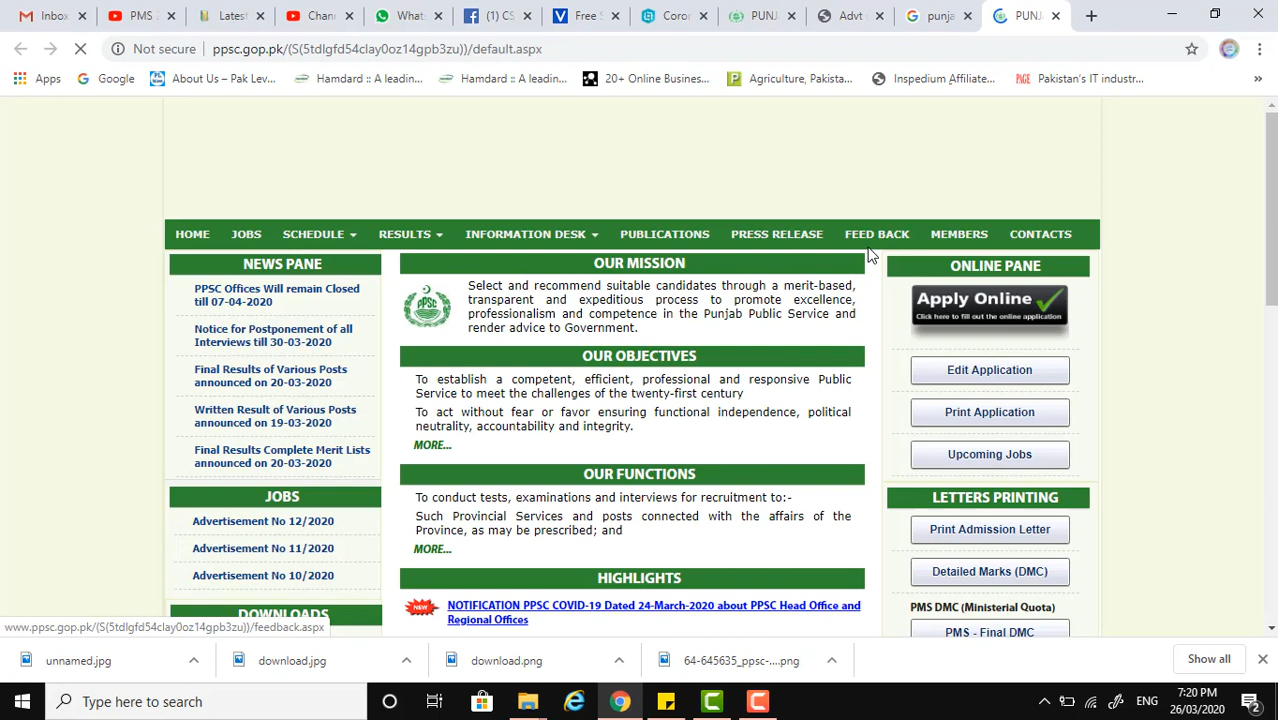 Inbox
PMS 2
Latest
Chann
Whats
(1) CS
Free S
Coron
PUNJ
Advt
punja
PUNJ
Not secure
ppsc.gop.pk/(S(5tdlgfd54clay0oz14gpb3zu))/default.aspx
Apps
Google
About Us – Pak Lev...
Hamdard :: A leadin...
Hamdard :: A leadin...
20+ Online Busines...
Agriculture, Pakista...
Inspedium Affiliate...
Pakistan's IT industr...
HOME JOBS SCHEDULE RESULTS INFORMATION DESK PUBLICATIONS PRESS RELEASE FEED BACK MEMBERS CONTACTS
NEWS PANE
PPSC Offices Will remain Closed
till 07-04-2020
Notice for Postponement of all
Interviews till 30-03-2020
Final Results of Various Posts
announced on 20-03-2020
Written Result of Various Posts
announced on 19-03-2020
Final Results Complete Merit Lists
announced on 20-03-2020
JOBS
Advertisement No 12/2020
Advertisement No 11/2020
Advertisement No 10/2020
DOWNLOADS
OUR MISSION
PPSC
Select and recommend suitable candidates through a merit-based,
transparent and expeditious process to promote excellence,
professionalism and competence in the Punjab Public Service and
render advice to Government.
OUR OBJECTIVES
To establish a competent, efficient, professional and responsive Public
Service to meet the challenges of the twenty-first century
To act without fear or favor ensuring functional independence, political
neutrality, accountability and integrity.
MORE...
OUR FUNCTIONS
To conduct tests, examinations and interviews for recruitment to:-
Such Provincial Services and posts connected with the affairs of the
Province, as may be prescribed; and
MORE...
HIGHLIGHTS
NEW
NOTIFICATION PPSC COVID-19 Dated 24-March-2020 about PPSC Head Office and
Regional Offices
ONLINE PANE
Apply Online
Click here to fill out the online application
Edit Application
Print Application
Upcoming Jobs
LETTERS PRINTING
Print Admission Letter
Detailed Marks (DMC)
PMS DMC (Ministerial Quota)
PMS - Final DMC
www.ppsc.gop.pk/(S(5tdlgfd54clay0oz14gpb3zu))/feedback.aspx
unnamed.jpg
download.jpg
download.png
64-645635_ppsc-....png
Show all
Type here to search
ENG
7:20 PM
26/03/2020
2